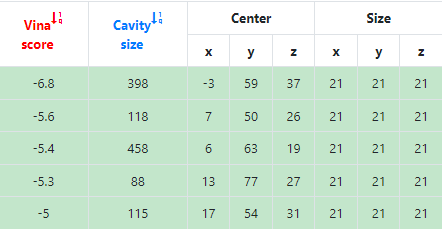 Vina score Cavity size Center Size
x y z x y z
-6.8 398 -3 59 37 21 21 21
-5.6 118 7 50 26 21 21 21
-5.4 458 6 63 19 21 21 21
-5.3 88 13 77 27 21 21 21
-5 115 17 54 31 21 21 21